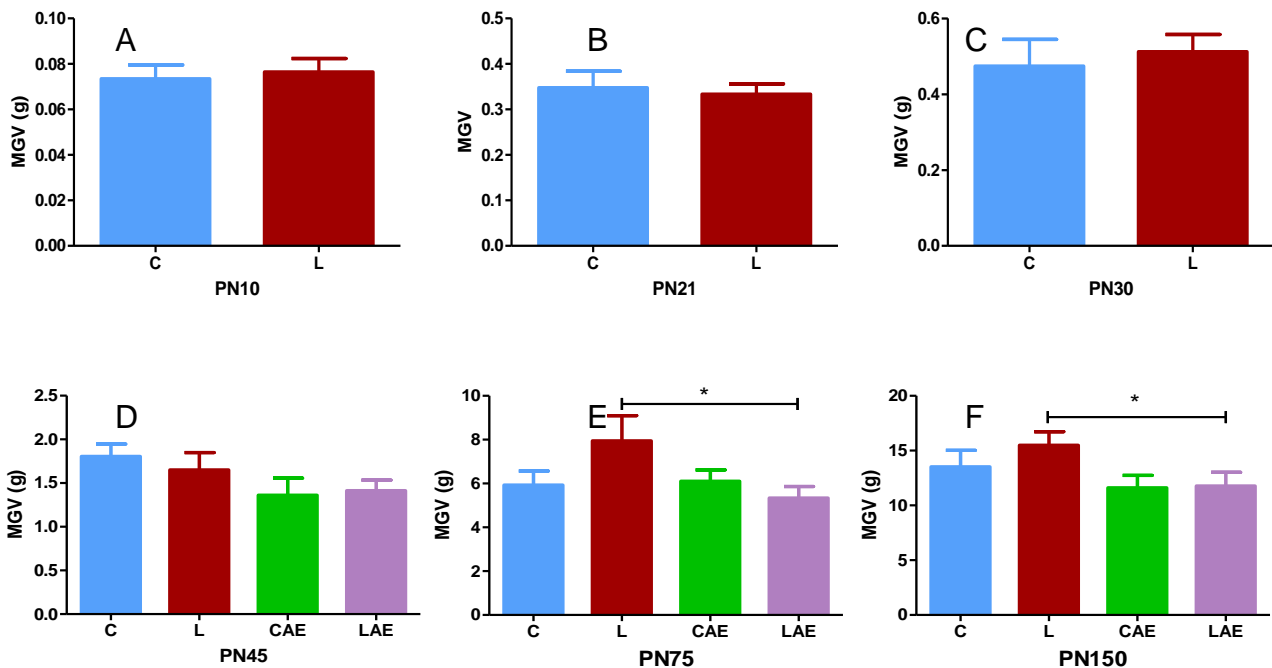 A
MGV (g)
0.10
0.08
0.06
0.04
0.02
0.00
C
L
PN10
B
MGV
0.5
0.4
0.3
0.2
0.1
0.0
C
L
PN21
C
MGV (g)
0.6
0.4
0.2
0.0
C
L
PN30
D
MGV (g)
2.5
2.0
1.5
1.0
0.5
0.0
C
L
CAE
LAE
PN45
E
*
MGV (g)
10
8
6
4
2
0
C
L
CAE
LAE
PN75
F
*
MGV (g)
20
15
10
5
0
C
L
CAE
LAE
PN150